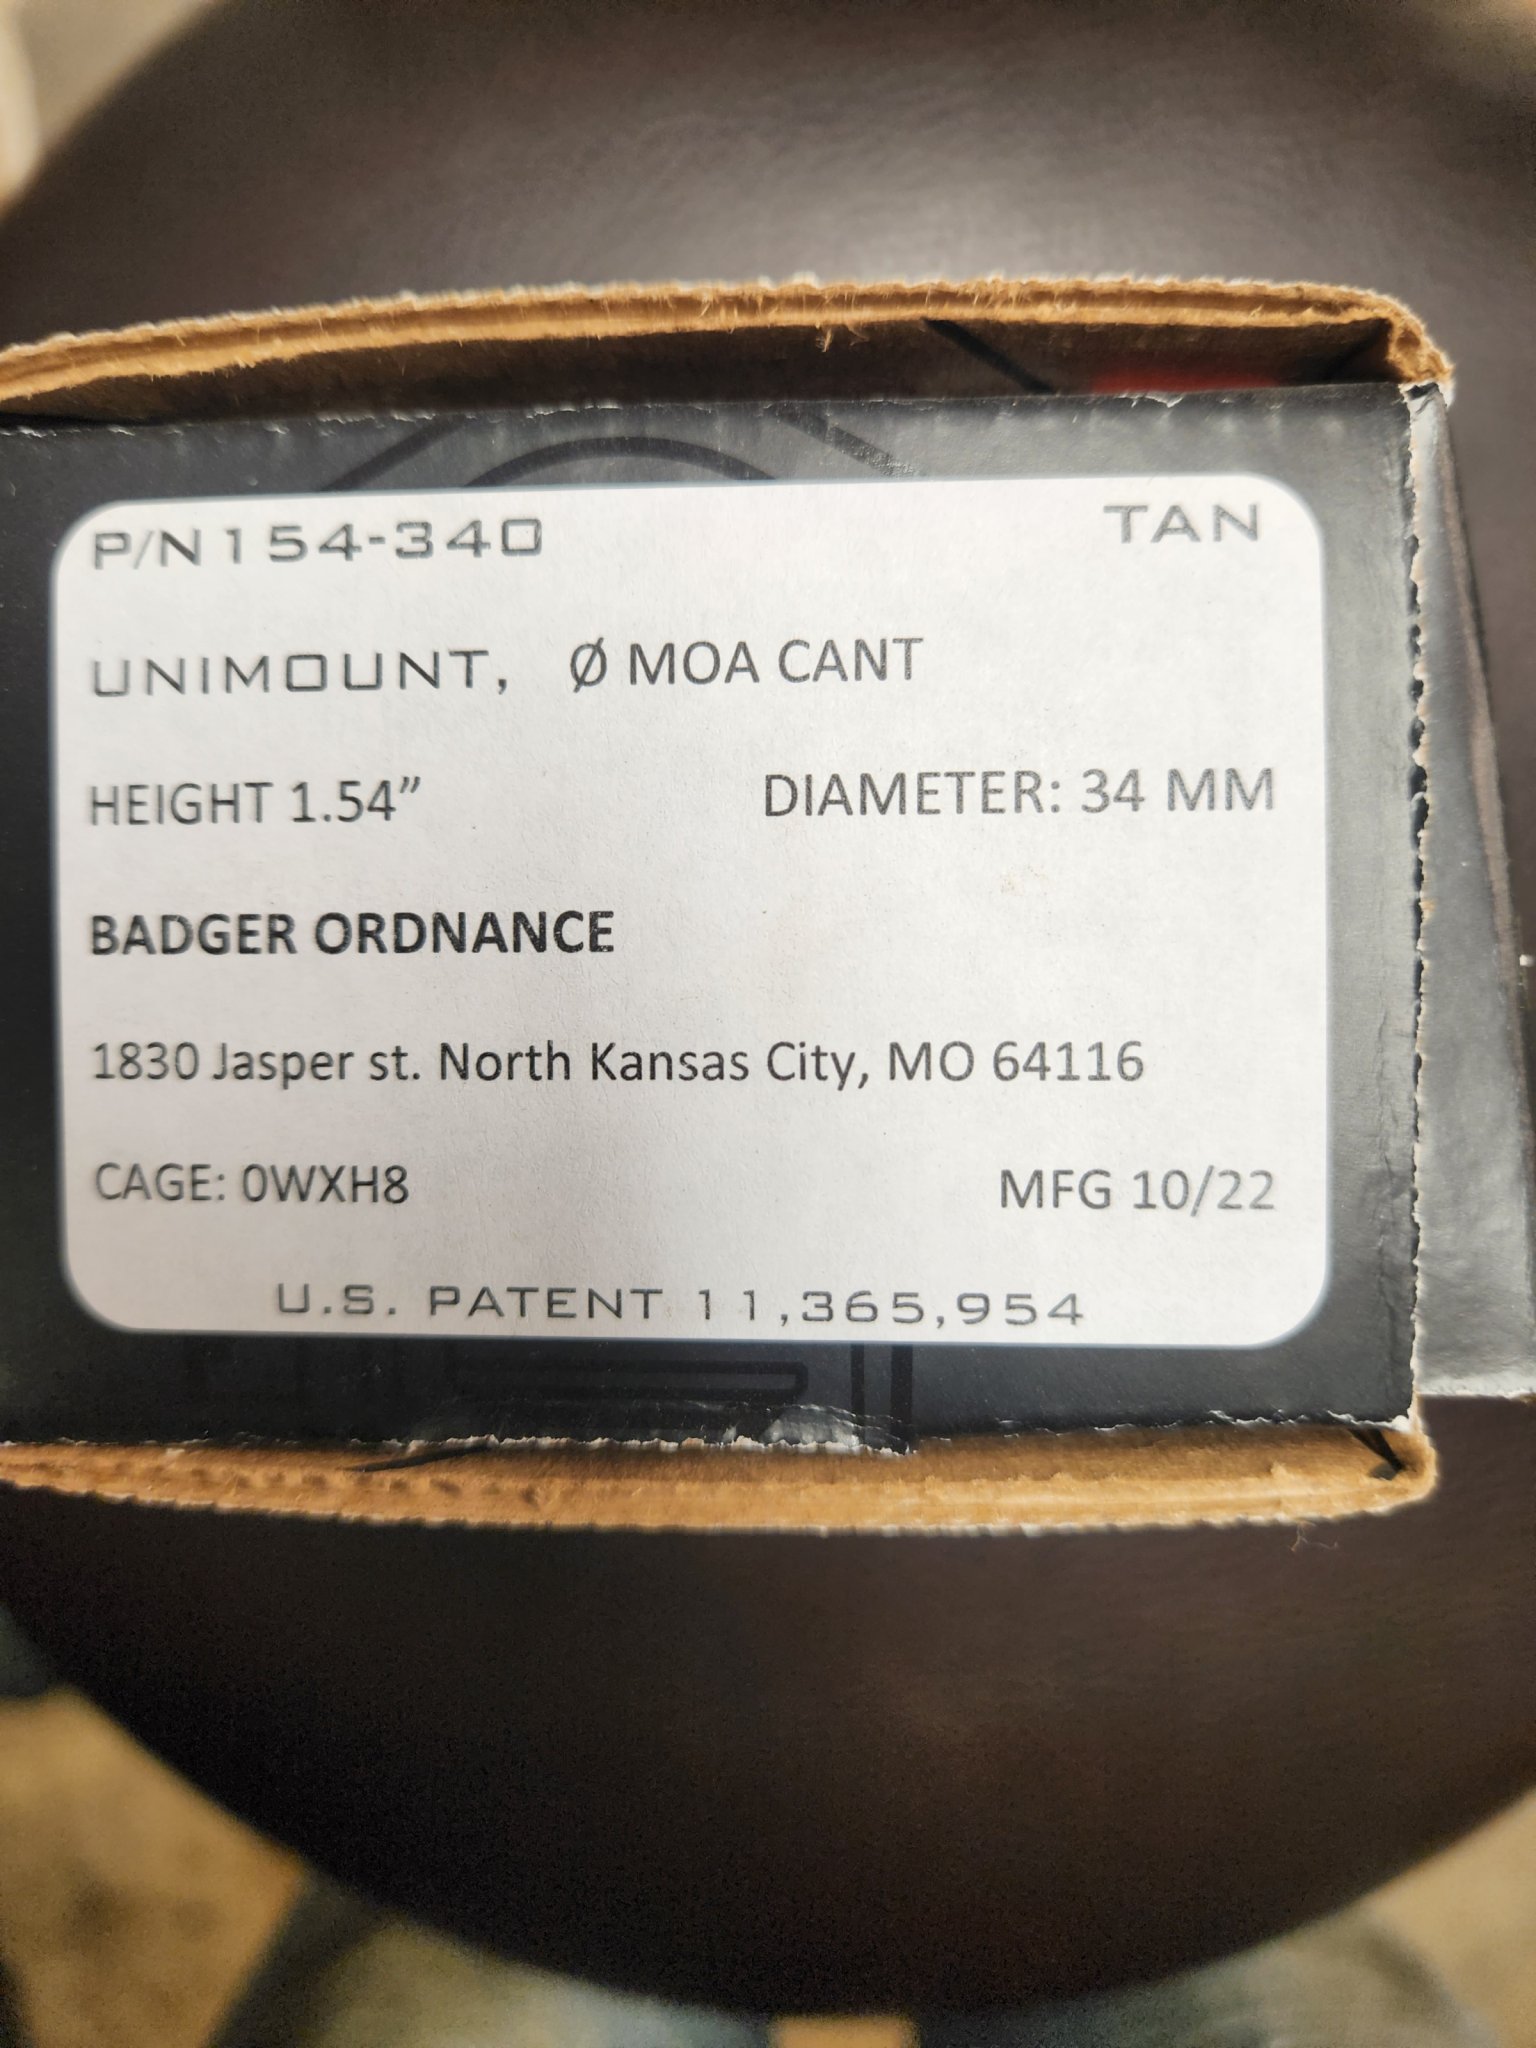 P/N 154-340 TAN
UNIMOUNT, Ø MOA CANT
HEIGHT 1.54” DIAMETER: 34 MM
BADGER ORDNANCE
1830 Jasper st. North Kansas City, MO 64116
CAGE: 0WXH8 MFG 10/22
U.S. PATENT 11,365,954